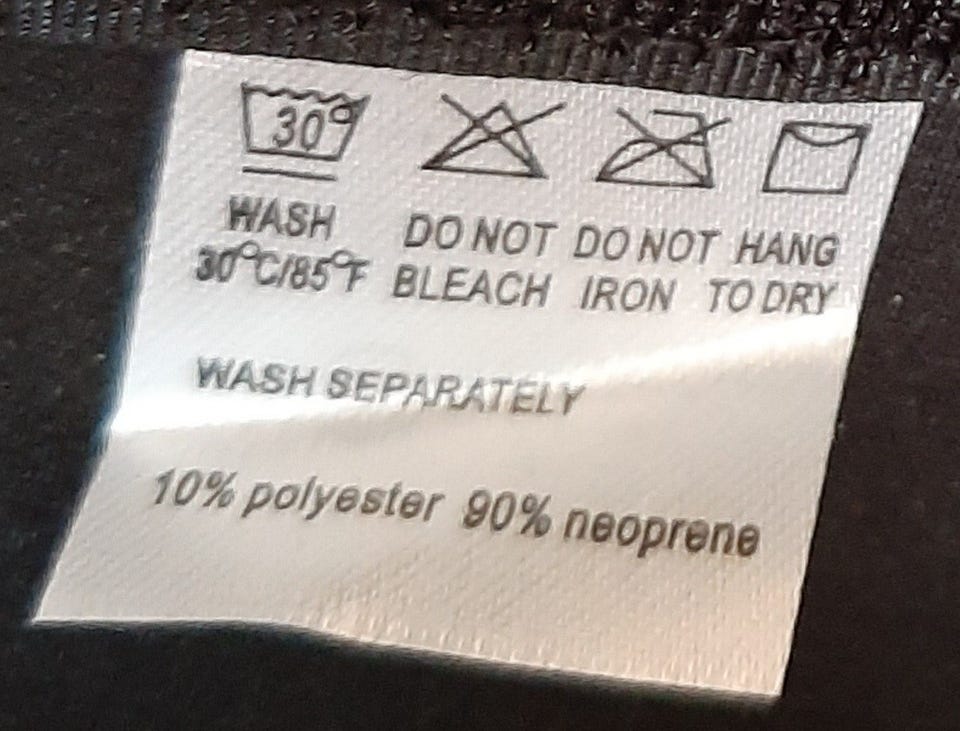 30°
WASH DO NOT DO NOT HANG
30°C/85°F BLEACH IRON TO DRY
WASH SEPARATELY
10% polyester 90% neoprene